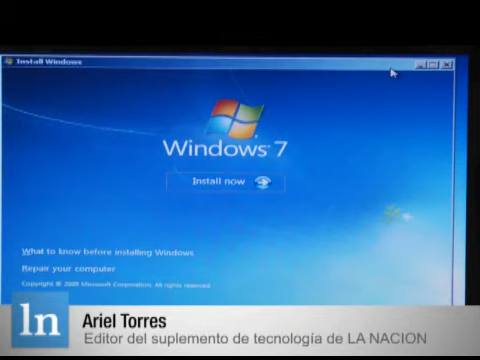 Install Windows
Windows 7
Install now
What to know before installing Windows
Repair your computer
Copyright © 2009 Microsoft Corporation. All rights reserved.
ln
Ariel Torres
Editor del suplemento de tecnología de LA NACION